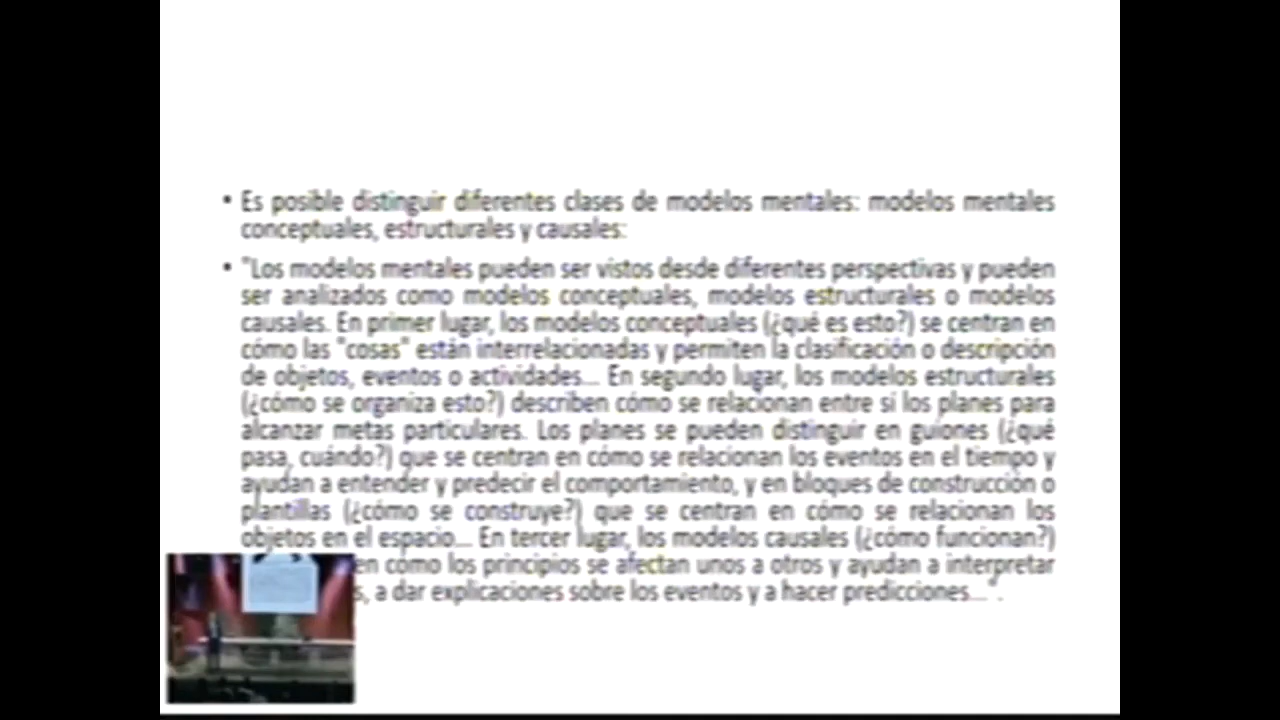 • Es posible distinguir diferentes clases de modelos mentales: modelos mentales
conceptuales, estructurales y causales:
• "Los modelos mentales pueden ser vistos desde diferentes perspectivas y pueden
ser analizados como modelos conceptuales, modelos estructurales o modelos
causales. En primer lugar, los modelos conceptuales (¿qué es esto?) se centran en
cómo las "cosas" están interrelacionadas y permiten la clasificación o descripción
de objetos, eventos o actividades... En segundo lugar, los modelos estructurales
(¿cómo se organiza esto?) describen cómo se relacionan entre sí los planes para
alcanzar metas particulares. Los planes se pueden distinguir en guiones (¿qué
pasa, cuándo?) que se centran en cómo se relacionan los eventos en el tiempo y
ayudan a entender y predecir el comportamiento, y en bloques de construcción o
plantillas (¿cómo se construye?) que se centran en cómo se relacionan los
objetos en el espacio... En tercer lugar, los modelos causales (¿cómo funcionan?)
en cómo los principios se afectan unos a otros y ayudan a interpretar
a dar explicaciones sobre los eventos y a hacer predicciones...".